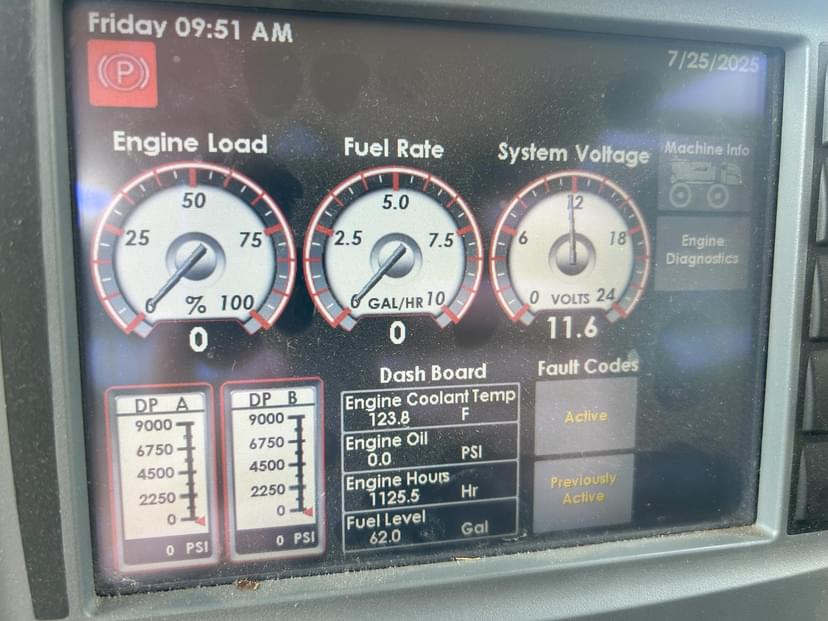 Friday 09:51 AM
7/25/2025
P
Engine Load
Fuel Rate
System Voltage
Machine Info
50
25
75
0 % 100
0
5.0
2.5
7.5
0 GAL/HR 10
0
12
6
18
0 VOLTS 24
11.6
Engine
Diagnostics
DP A
9000
6750
4500
2250
0
0 PSI
DP B
9000
6750
4500
2250
0
0 PSI
Dash Board
Engine Coolant Temp
123.8 F
Engine Oil
0.0 PSI
Engine Hours
1125.5 Hr
Fuel Level
62.0 Gal
Fault Codes
Active
Previously
Active